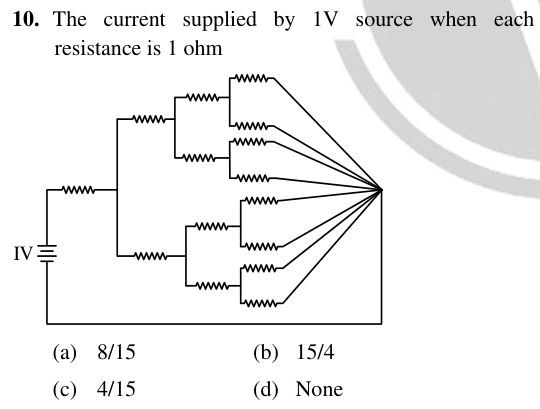 10. The current supplied by 1V source when each
resistance is 1 ohm
IV
(a) 8/15 (b) 15/4
(c) 4/15 (d) None